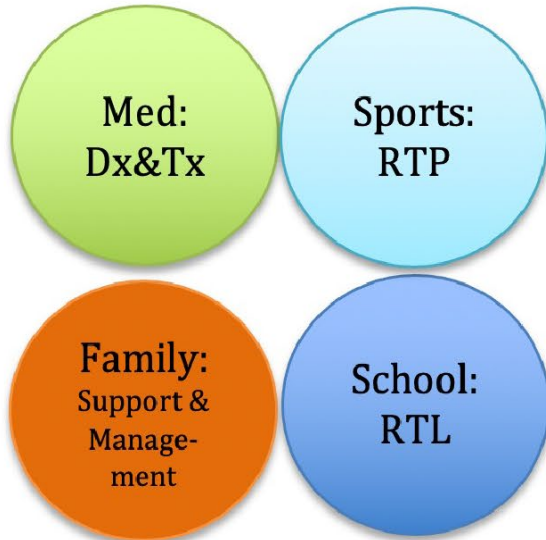 Med:
Dx&Tx
Sports:
RTP
Family:
Support &
Manage-
ment
School:
RTL